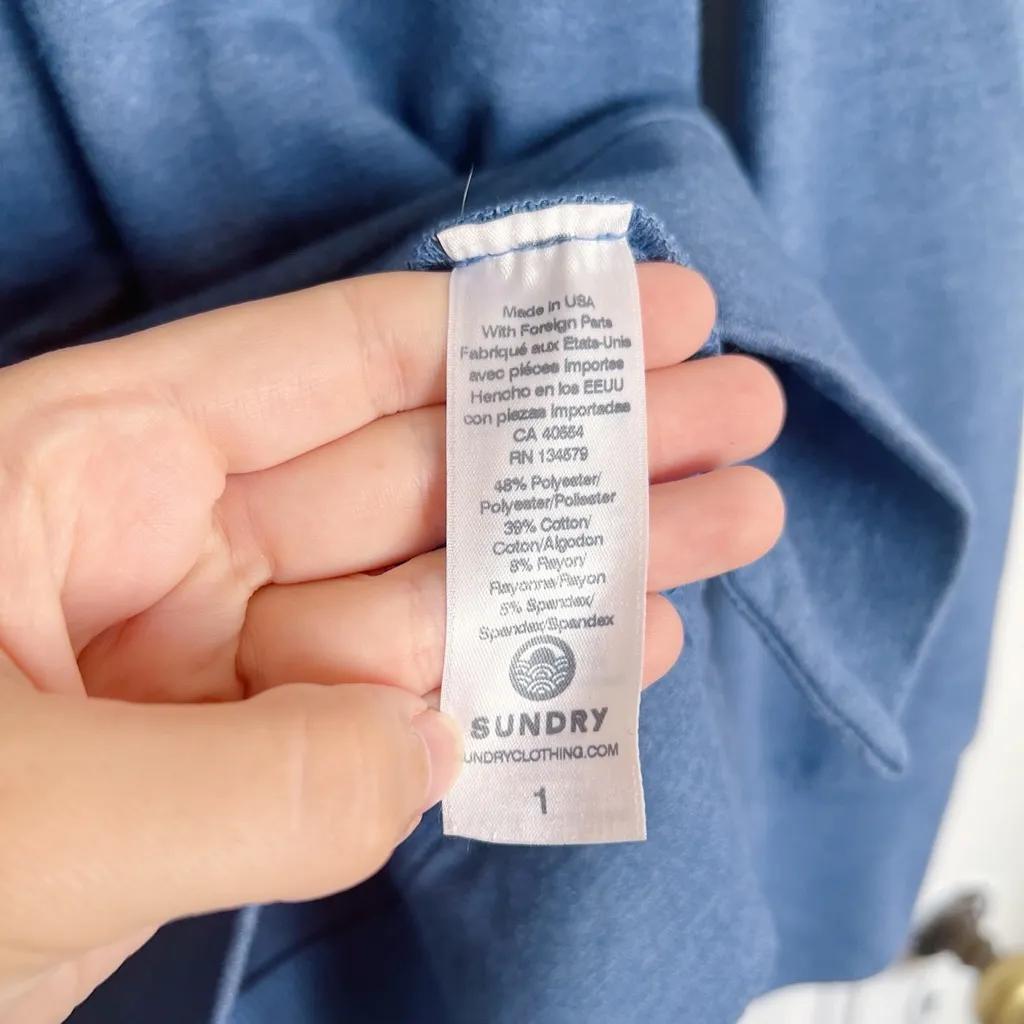 Made in USA
With Foreign Parts
Fabriqué aux Etats-Unis
avec piéces importes
Hencho en los EEUU
con piezas importadas
CA 40554
RN 134579
48% Polyester/
Polyester/Poliester
39% Cotton/
Coton/Algodon
8% Rayon/
Rayonne/Rayon
5% Spandex/
Spandex/Spandex
SUNDRY
UNDRYCLOTHING.COM
1